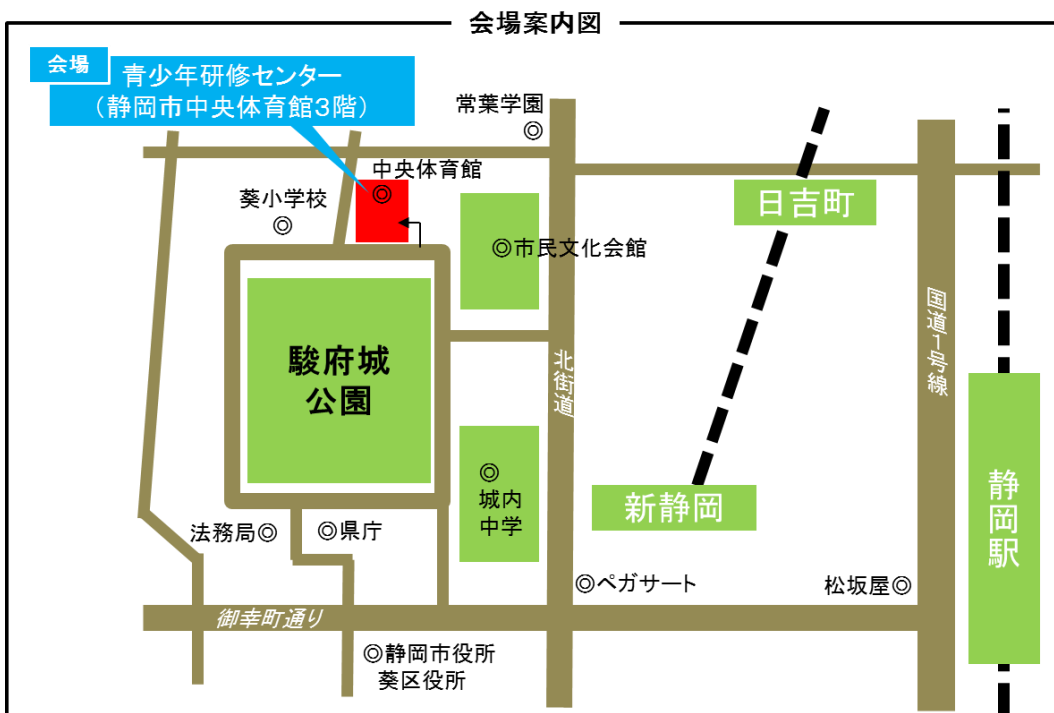 会場案内図
会場
青少年研修センター
（静岡市中央体育館3階）
常葉学園
◎
中央体育館
◎
葵小学校
◎
日吉町
◎市民文化会館
国道1号線
駿府城
公園
北街道
◎
城内
中学
新静岡
静岡駅
法務局◎
◎県庁
◎ペガサート
松坂屋◎
御幸町通り
◎静岡市役所
葵区役所